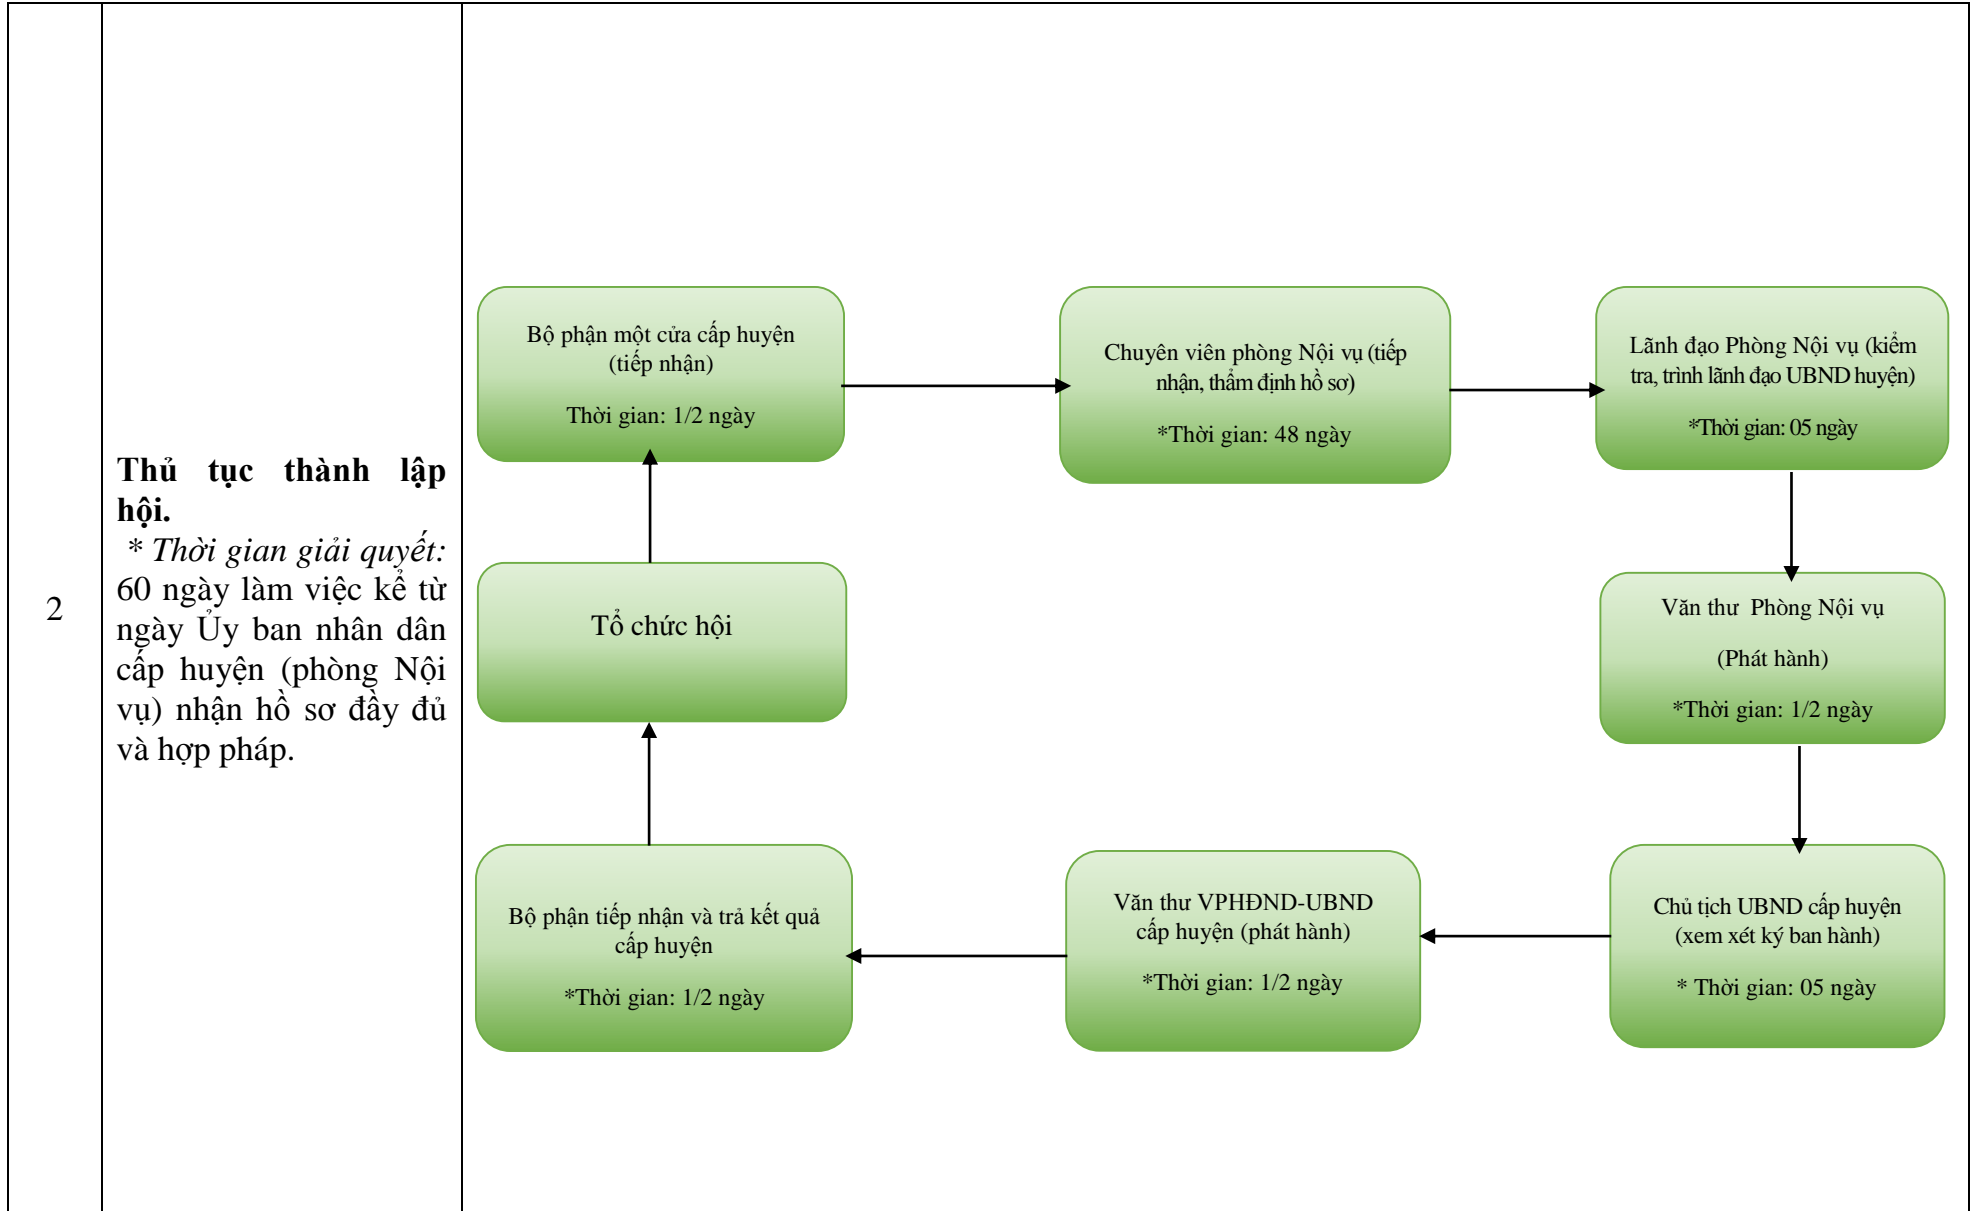 2
Thủ tục thành lập
hội.
* Thời gian giải quyết:
60 ngày làm việc kể từ
ngày Ủy ban nhân dân
cấp huyện (phòng Nội
vụ) nhận hồ sơ đầy đủ
và hợp pháp.
Bộ phận một cửa cấp huyện
(tiếp nhận)
Thời gian: 1/2 ngày
Chuyên viên phòng Nội vụ (tiếp
nhận, thẩm định hồ sơ)
*Thời gian: 48 ngày
Lãnh đạo Phòng Nội vụ (kiểm
tra, trình lãnh đạo UBND huyện)
*Thời gian: 05 ngày
Tổ chức hội
Văn thư Phòng Nội vụ
(Phát hành)
*Thời gian: 1/2 ngày
Bộ phận tiếp nhận và trả kết quả
cấp huyện
*Thời gian: 1/2 ngày
Văn thư VPHĐND-UBND
cấp huyện (phát hành)
*Thời gian: 1/2 ngày
Chủ tịch UBND cấp huyện
(xem xét ký ban hành)
* Thời gian: 05 ngày